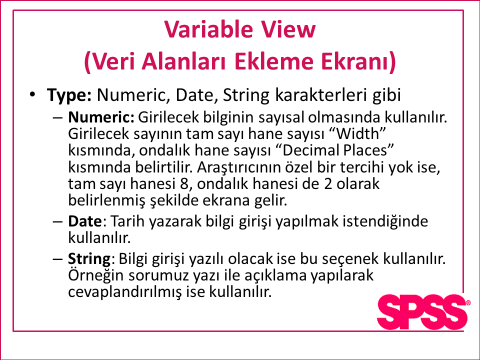 Variable View
(Veri Alanları Ekleme Ekranı)
• Type: Numeric, Date, String karakterleri gibi
– Numeric: Girilecek bilginin sayısal olmasında kullanılır.
Girilecek sayının tam sayı hane sayısı “Width”
kısmında, ondalık hane sayısı “Decimal Places”
kısmında belirtilir. Araştırıcının özel bir tercihi yok ise,
tam sayı hanesi 8, ondalık hanesi de 2 olarak
belirlenmiş şekilde ekrana gelir.
– Date: Tarih yazarak bilgi girişi yapılmak istendiğinde
kullanılır.
– String: Bilgi girişi yazılı olacak ise bu seçenek kullanılır.
Örneğin sorumuz yazı ile açıklama yapılarak
cevaplandırılmış ise kullanılır.
SPSS®